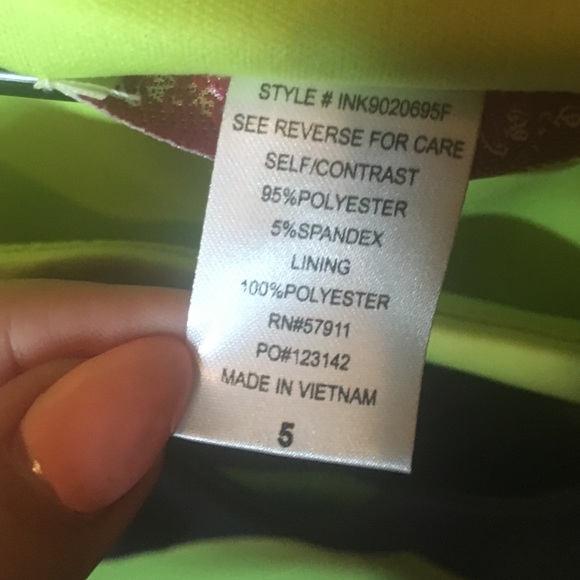 STYLE # INK9020695F
SEE REVERSE FOR CARE
SELF/CONTRAST
95%POLYESTER
5%SPANDEX
LINING
100%POLYESTER
RN#57911
PO#123142
MADE IN VIETNAM
5